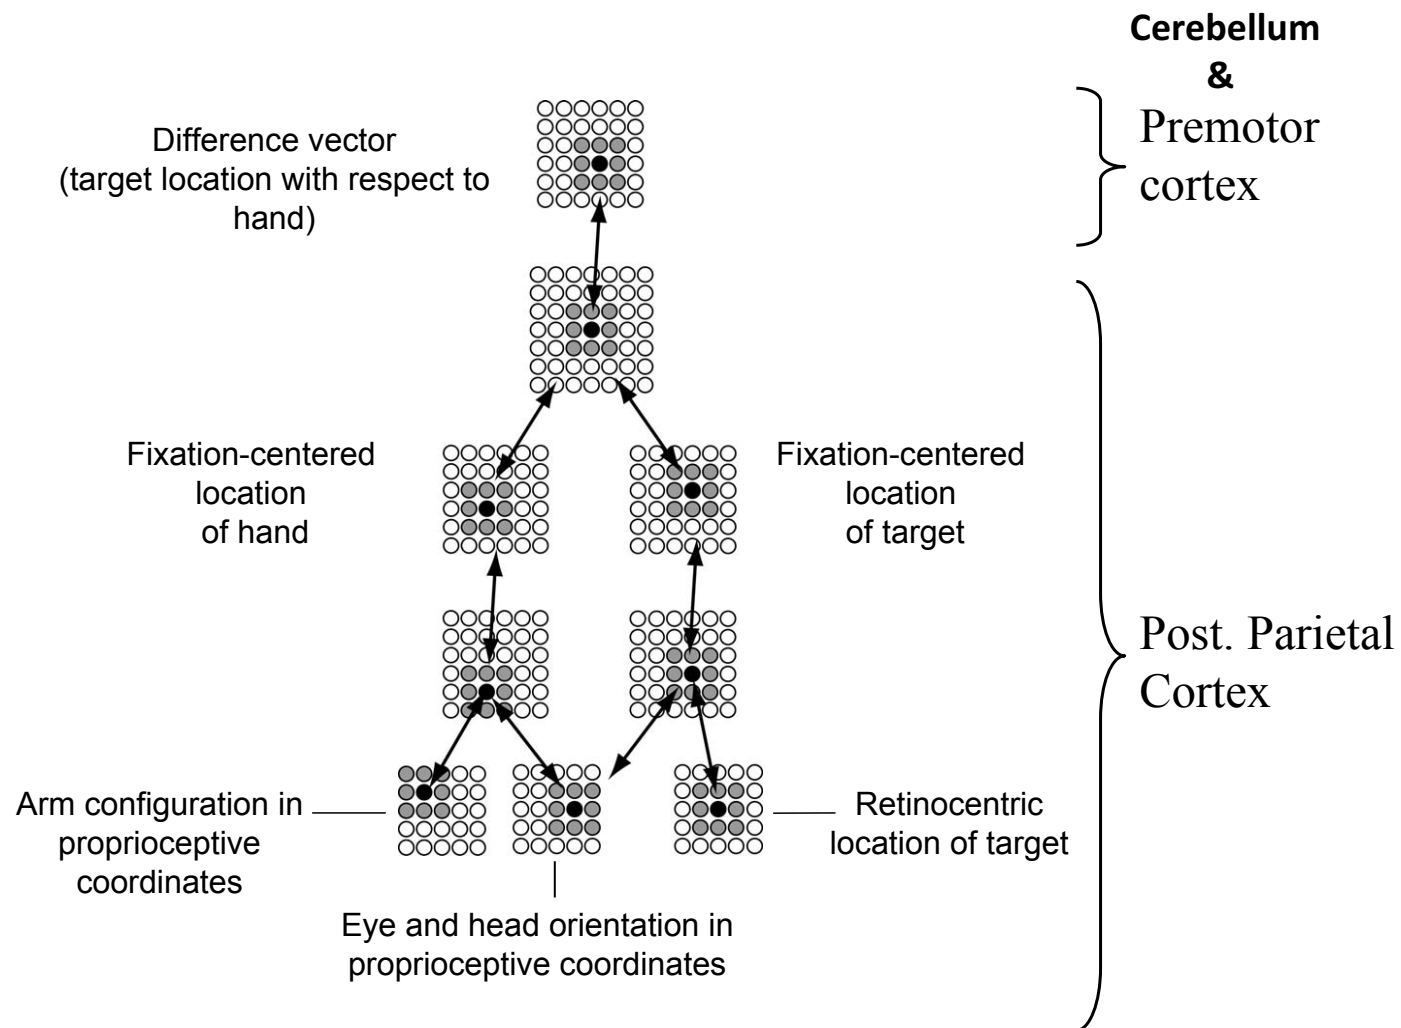 Cerebellum
&
Premotor
cortex
Difference vector
(target location with respect to
hand)
Fixation-centered
location
of hand
Fixation-centered
location
of target
Post. Parietal
Cortex
Arm configuration in
proprioceptive
coordinates
Retinocentric
location of target
Eye and head orientation in
proprioceptive coordinates